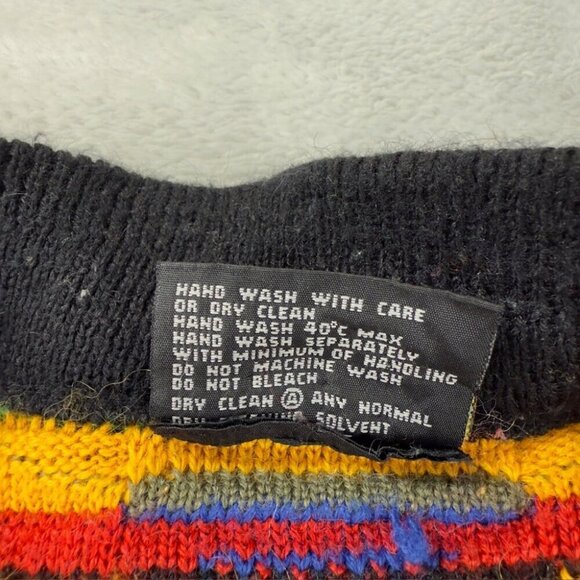 HAND WASH WITH CARE
OR DRY CLEAN
HAND WASH 40°C MAX
HAND WASH SEPARATELY
WITH MINIMUM OF HANDLING
DO NOT MACHINE WASH
DO NOT BLEACH
DRY CLEAN Ⓐ ANY NORMAL
DRY SOLVENT